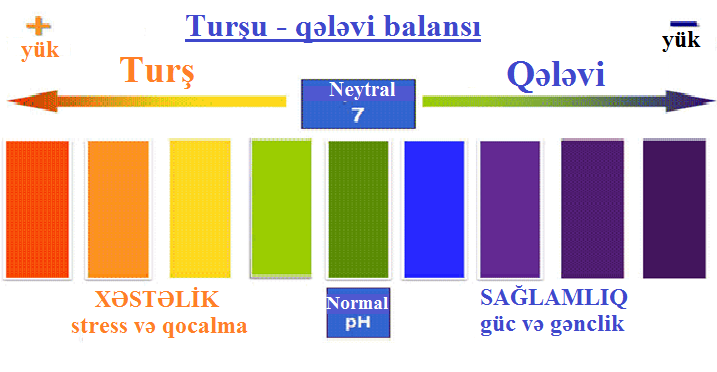 Turşu - qələvi balansı
+
yük
−
yük
Turş
Qələvi
Neytral
7
XƏSTƏLİK
stress və qocalma
Normal
pH
SAĞLAMLIQ
güc və gənclik